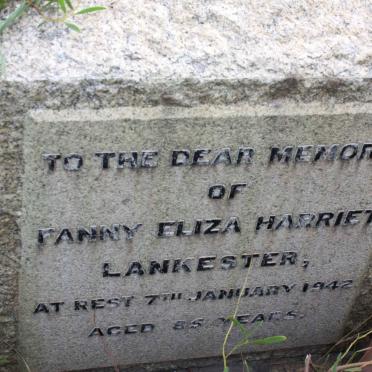 TO THE DEAR MEMOR
OF
FANNY ELIZA HARRIET
LANKESTER,
AT REST 7TH JANUARY 1942
AGED 85 YEARS.